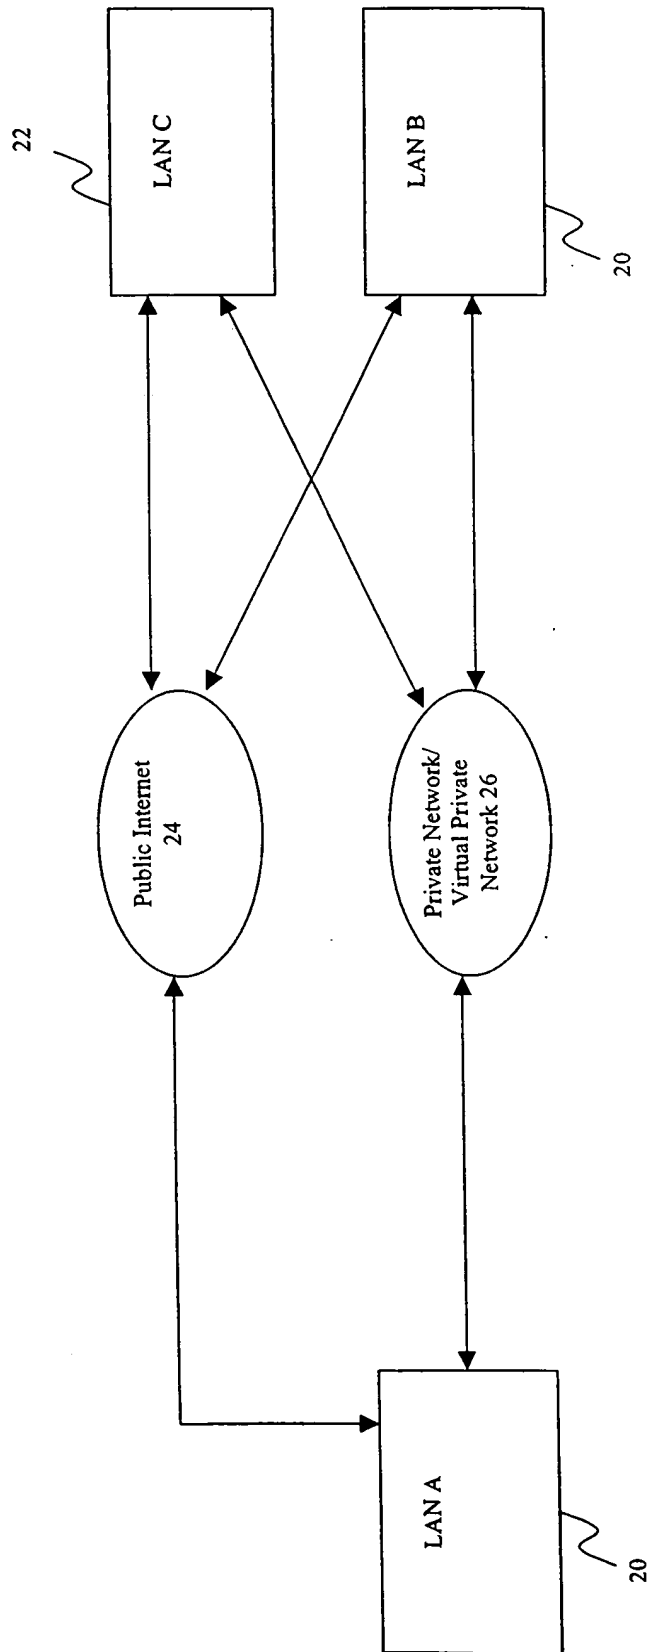 22
LAN C
LAN B
20
Public Internet
24
Private Network/
Virtual Private
Network 26
LAN A
20